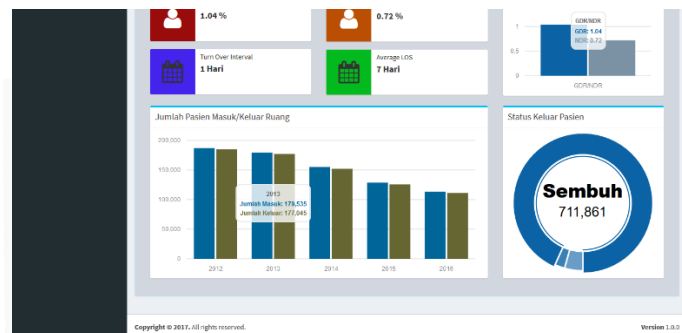 1.04 %
0.72 %
Turn Over Interval
1 Hari
Average LOS
7 Hari
1
0.5
0
GDR/NDR
GDR: 1.04
NDR: 0.72
GDR/NDR
Jumlah Pasien Masuk/Keluar Ruang
200,000
150,000
100,000
50,000
0
2013
Jumlah Masuk: 179,535
Jumlah Keluar: 177,045
2012
2013
2014
2015
2016
Status Keluar Pasien
Sembuh
711,861
Copyright © 2017. All rights reserved.
Version 1.0.0